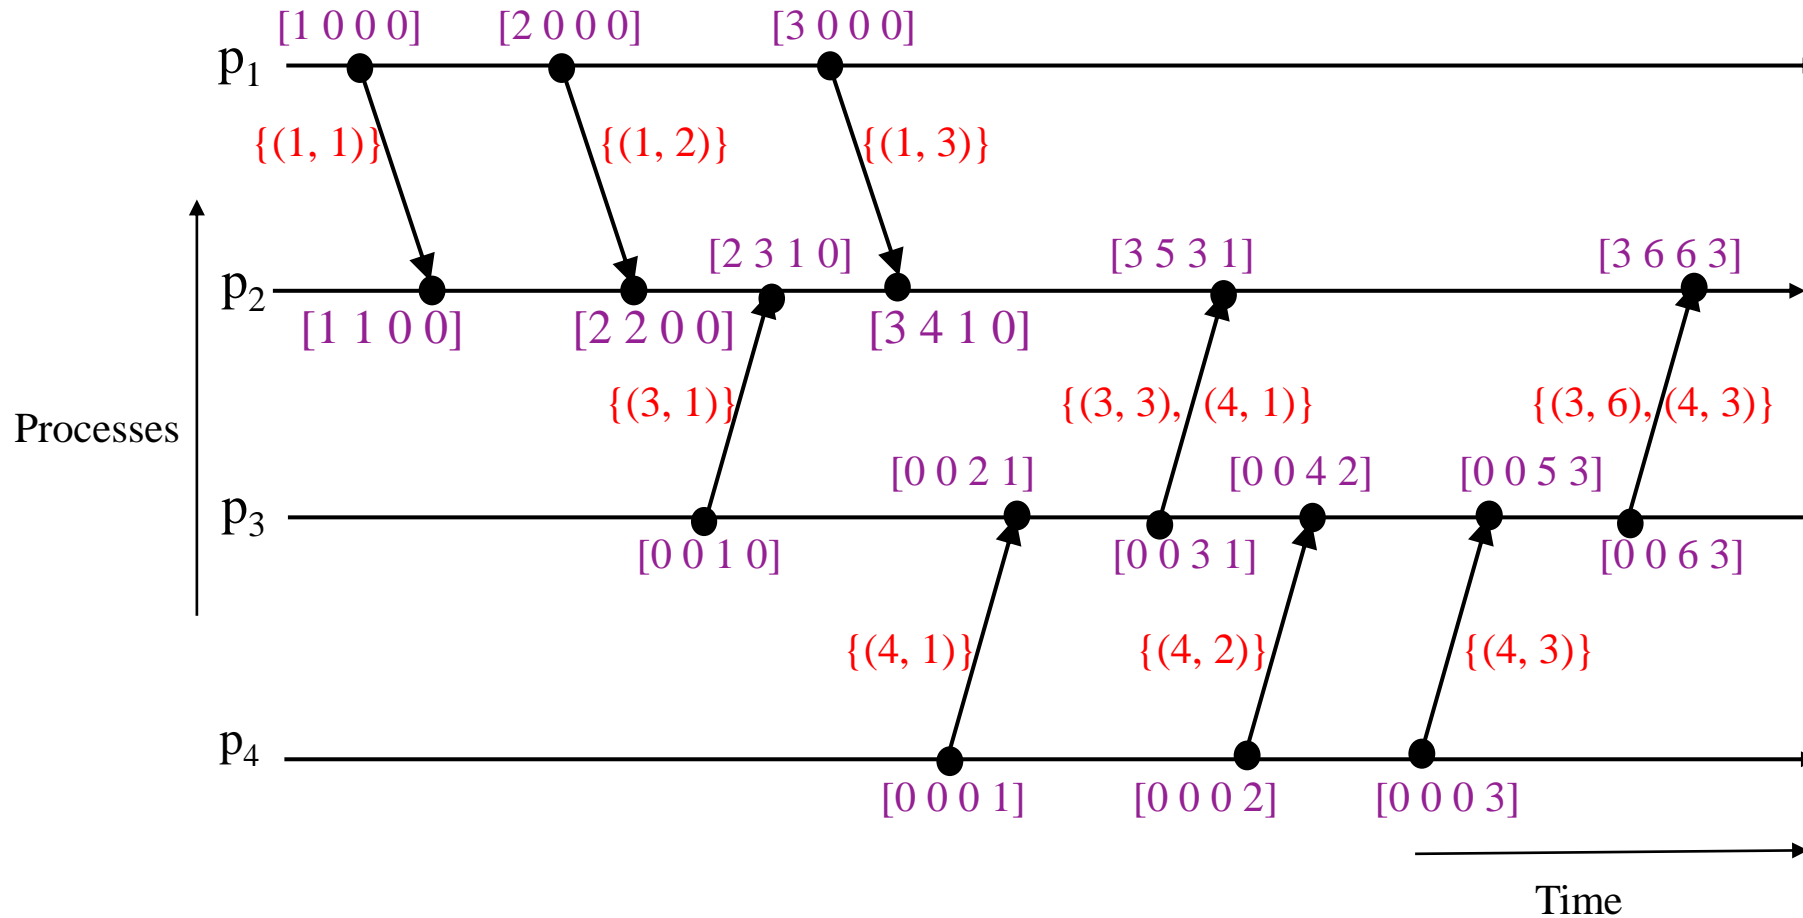 [1 0 0 0] [2 0 0 0] [3 0 0 0]
p1
{(1, 1)} {(1, 2)} {(1, 3)}
[2 3 1 0] [3 5 3 1] [3 6 6 3]
p2
[1 1 0 0] [2 2 0 0] [3 4 1 0]
{(3, 1)} {(3, 3), (4, 1)} {(3, 6), (4, 3)}
Processes
[0 0 2 1] [0 0 4 2] [0 0 5 3]
p3
[0 0 1 0] [0 0 3 1] [0 0 6 3]
{(4, 1)} {(4, 2)} {(4, 3)}
p4
[0 0 0 1] [0 0 0 2] [0 0 0 3]
Time